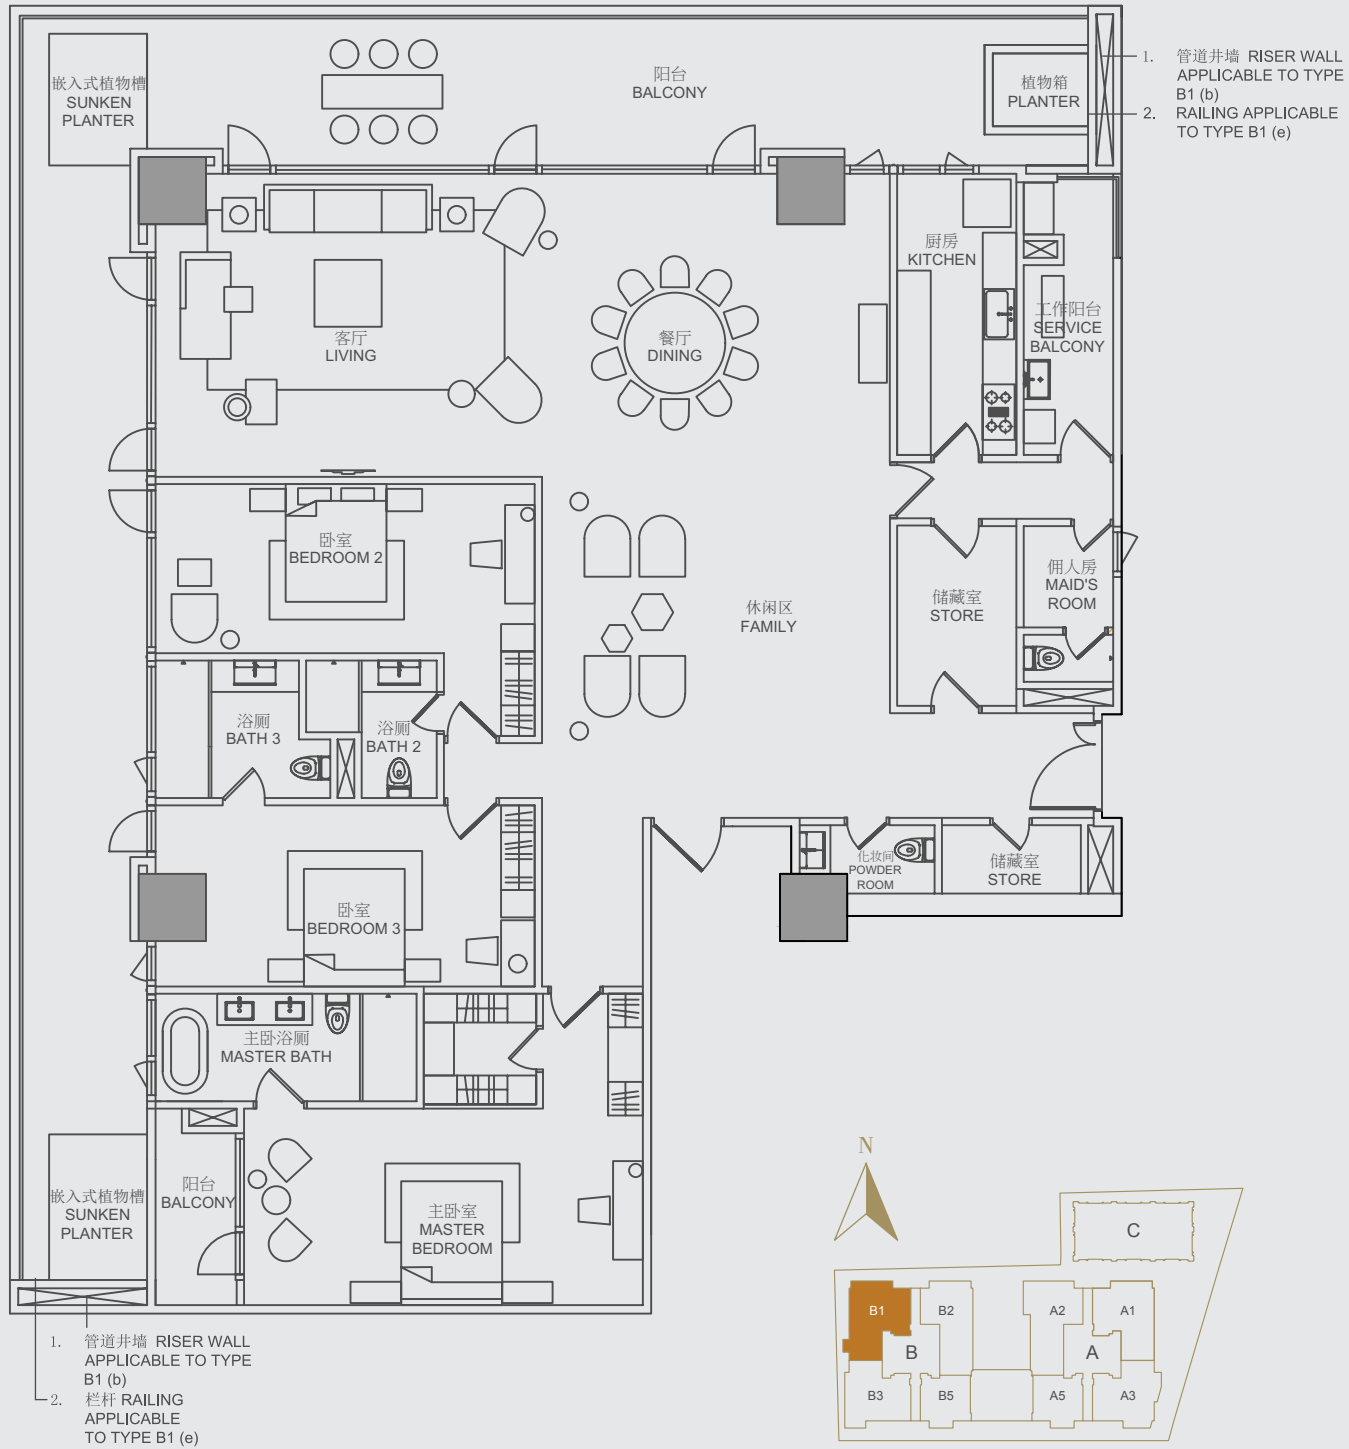 嵌入式植物槽
SUNKEN
PLANTER
阳台
BALCONY
植物箱
PLANTER
1. 管道井墙 RISER WALL
APPLICABLE TO TYPE
B1 (b)
2. RAILING APPLICABLE
TO TYPE B1 (e)
客厅
LIVING
餐厅
DINING
厨房
KITCHEN
工作阳台
SERVICE
BALCONY
卧室
BEDROOM 2
休闲区
FAMILY
储藏室
STORE
佣人房
MAID'S
ROOM
浴厕
BATH 3
浴厕
BATH 2
卧室
BEDROOM 3
化妆间
POWDER
ROOM
储藏室
STORE
主卧浴厕
MASTER BATH
嵌入式植物槽
SUNKEN
PLANTER
阳台
BALCONY
主卧室
MASTER
BEDROOM
1. 管道井墙 RISER WALL
APPLICABLE TO TYPE
B1 (b)
2. 栏杆 RAILING
APPLICABLE
TO TYPE B1 (e)
N
C
B1
B2
A2
A1
B
A
B3
B5
A5
A3